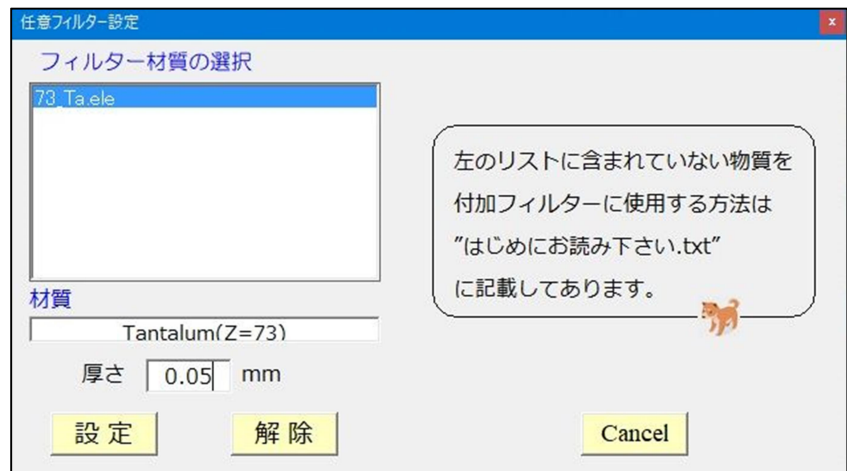 任意フィルター設定
x
フィルター材質の選択
73_Ta.ele
左のリストに含まれていない物質を
付加フィルターに使用する方法は
”はじめにお読み下さい.txt”
に記載してあります。
材質
Tantalum(Z=73)
厚さ 0.05 mm
設 定 解 除 Cancel